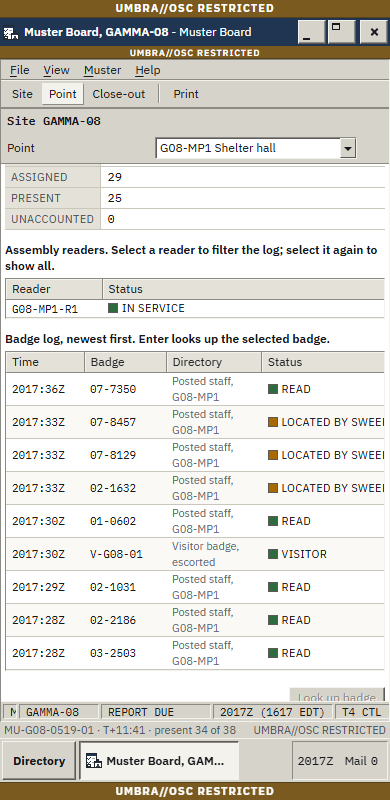 UMBRA//OSC RESTRICTED
Muster Board, GAMMA-08 - Muster Board
UMBRA//OSC RESTRICTED
File View Muster Help
Site Point Close-out Print
Site GAMMA-08
Point G08-MP1 Shelter hall
ASSIGNED 29
PRESENT 25
UNACCOUNTED 0
Assembly readers. Select a reader to filter the log; select it again to
show all.
Reader Status
G08-MP1-R1 IN SERVICE
Badge log, newest first. Enter looks up the selected badge.
Time Badge Directory Status
2017:36Z 07-7350 Posted staff, G08-MP1 READ
2017:33Z 07-8457 Posted staff, G08-MP1 LOCATED BY SWEE
2017:33Z 07-8129 Posted staff, G08-MP1 LOCATED BY SWEE
2017:33Z 02-1632 Posted staff, G08-MP1 LOCATED BY SWEE
2017:30Z 01-0602 Posted staff, G08-MP1 READ
2017:30Z V-G08-01 Visitor badge, escorted VISITOR
2017:29Z 02-1031 Posted staff, G08-MP1 READ
2017:28Z 02-2186 Posted staff, G08-MP1 READ
2017:28Z 03-2503 Posted staff, G08-MP1 READ
Look up badge
GAMMA-08 REPORT DUE 2017Z (1617 EDT) T4 CTL
MU-G08-0519-01 · T+11:41 · present 34 of 38 UMBRA//OSC RESTRICTED
Directory Muster Board, GAM... 2017Z Mail 0
UMBRA//OSC RESTRICTED